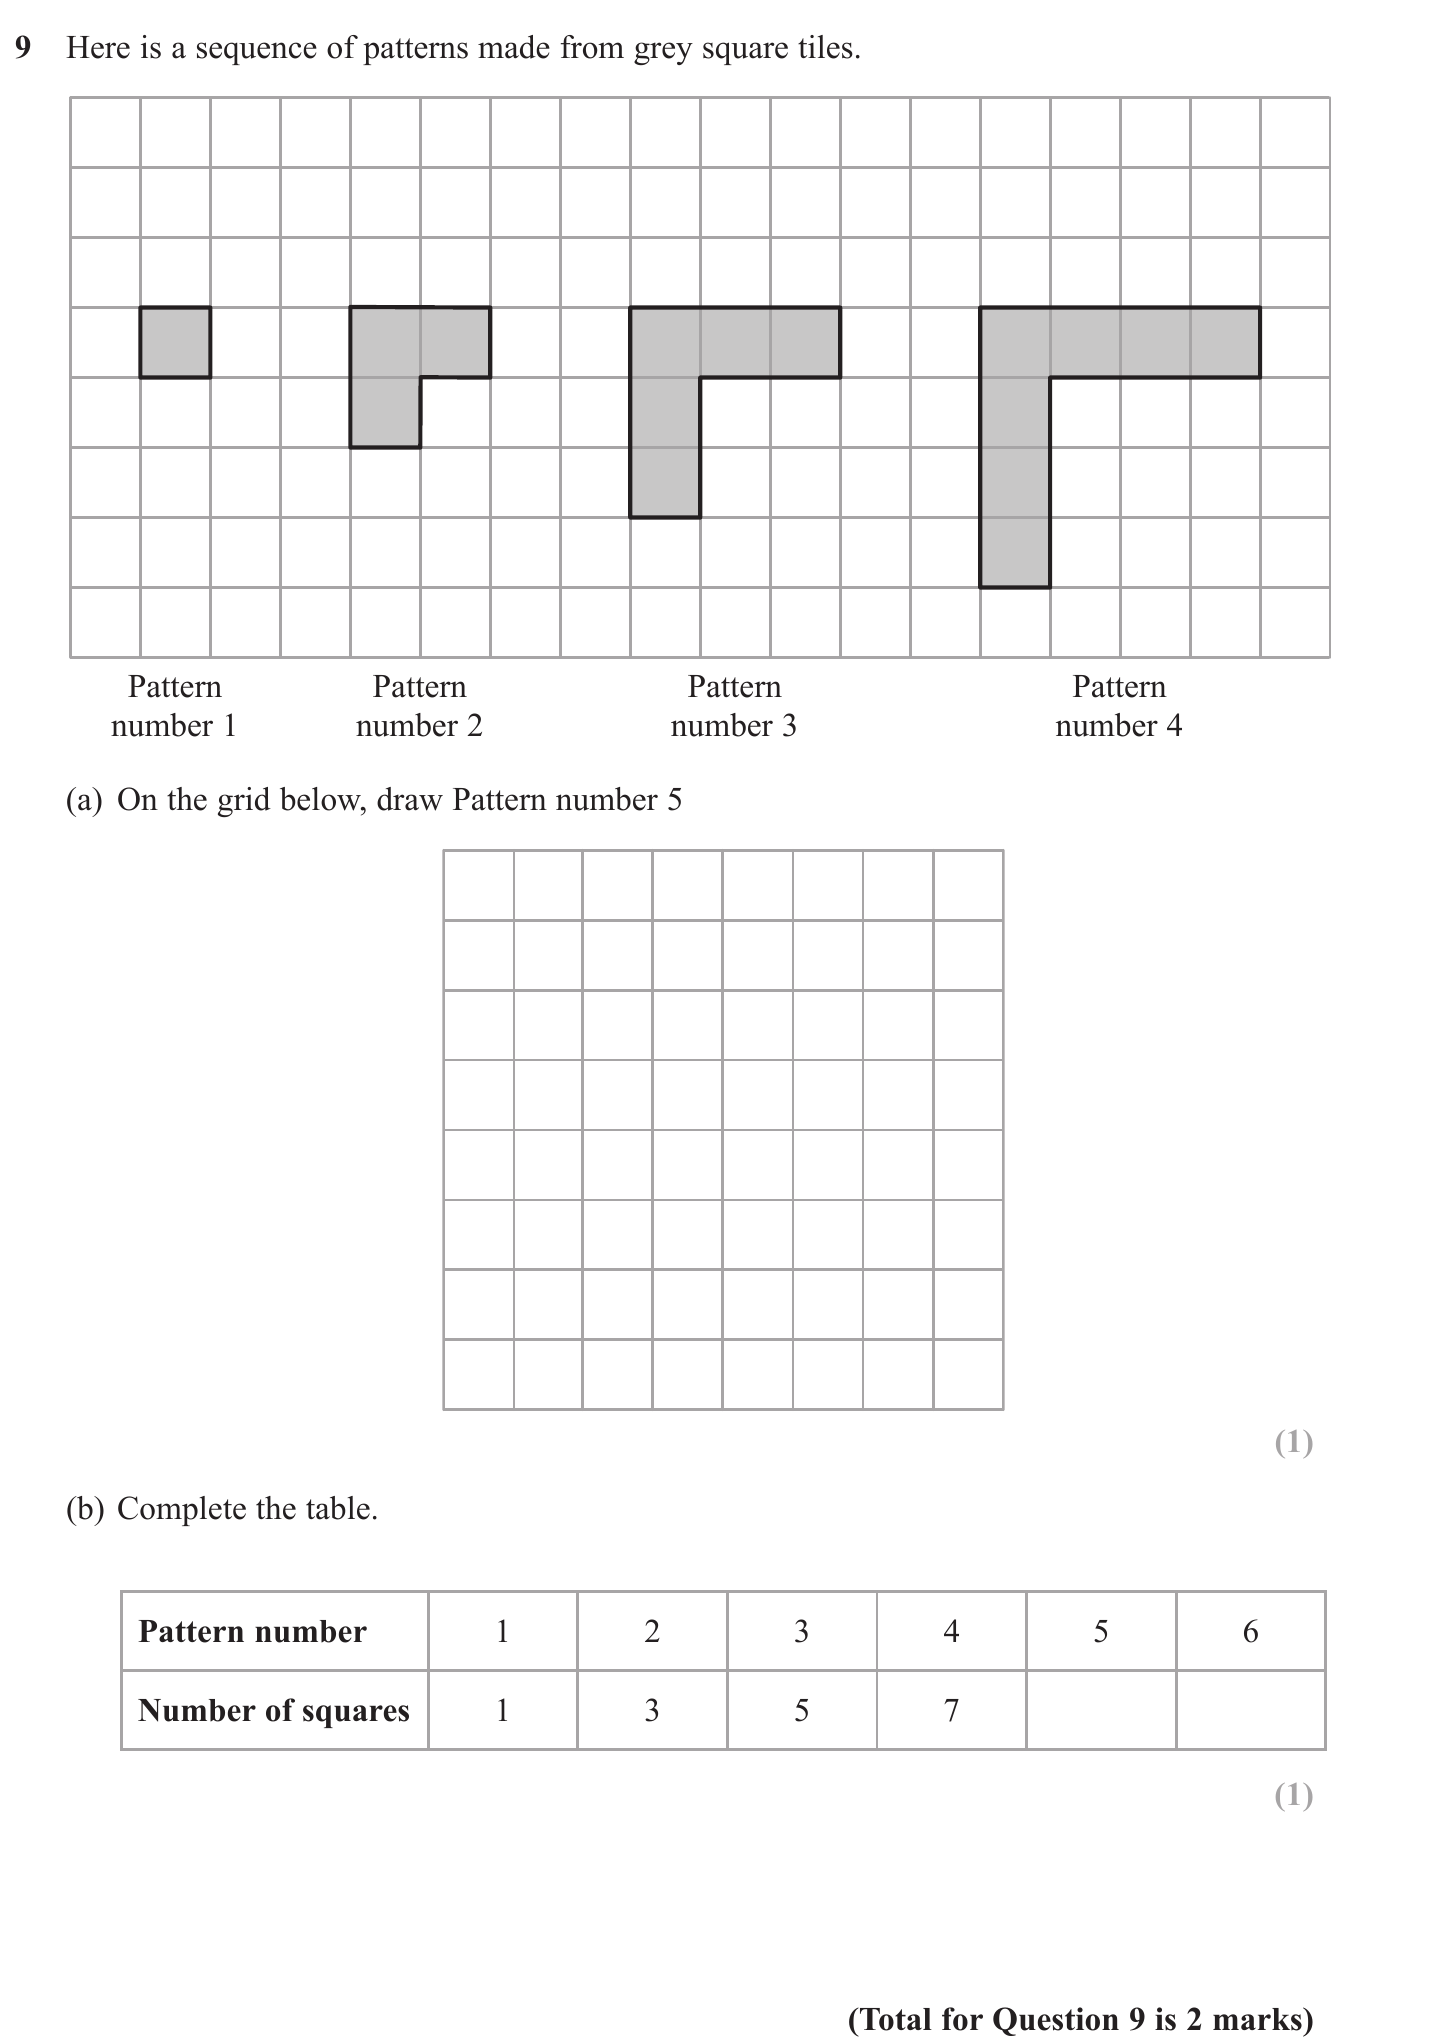 9 Here is a sequence of patterns made from grey square tiles.
Pattern number 1
Pattern number 2
Pattern number 3
Pattern number 4
(a) On the grid below, draw Pattern number 5
(1)
(b) Complete the table.
Pattern number 1 2 3 4 5 6
Number of squares 1 3 5 7
(1)
(Total for Question 9 is 2 marks)